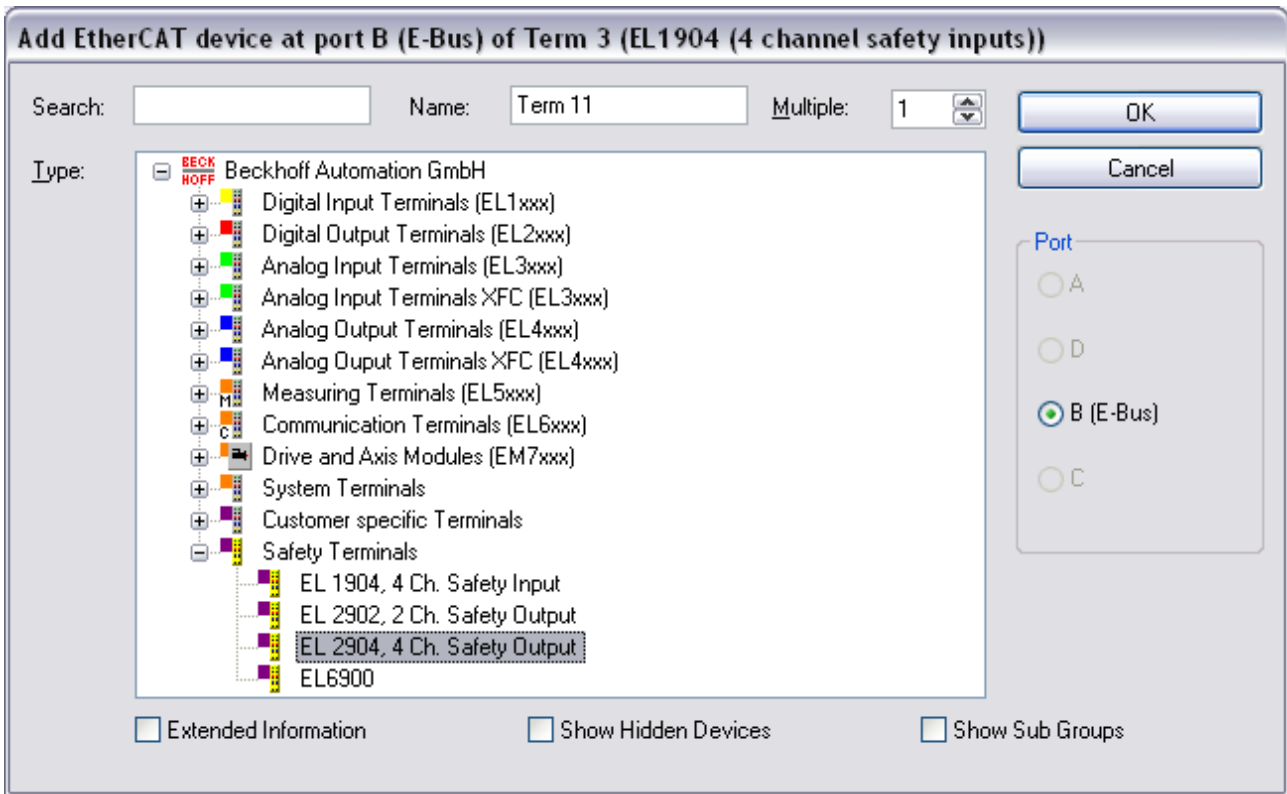 Add EtherCAT device at port B (E-Bus) of Term 3 (EL1904 (4 channel safety inputs))
Search: Name: Term 11 Multiple: 1 OK
Cancel
Type:
BECK HOFF Beckhoff Automation GmbH
Digital Input Terminals (EL1xxx)
Digital Output Terminals (EL2xxx)
Analog Input Terminals (EL3xxx)
Analog Input Terminals XFC (EL3xxx)
Analog Output Terminals (EL4xxx)
Analog Ouput Terminals XFC (EL4xxx)
M Measuring Terminals (EL5xxx)
C Communication Terminals (EL6xxx)
Drive and Axis Modules (EM7xxx)
System Terminals
Customer specific Terminals
Safety Terminals
EL 1904, 4 Ch. Safety Input
EL 2902, 2 Ch. Safety Output
EL 2904, 4 Ch. Safety Output
EL6900
Port
A
D
B (E-Bus)
C
Extended Information Show Hidden Devices Show Sub Groups